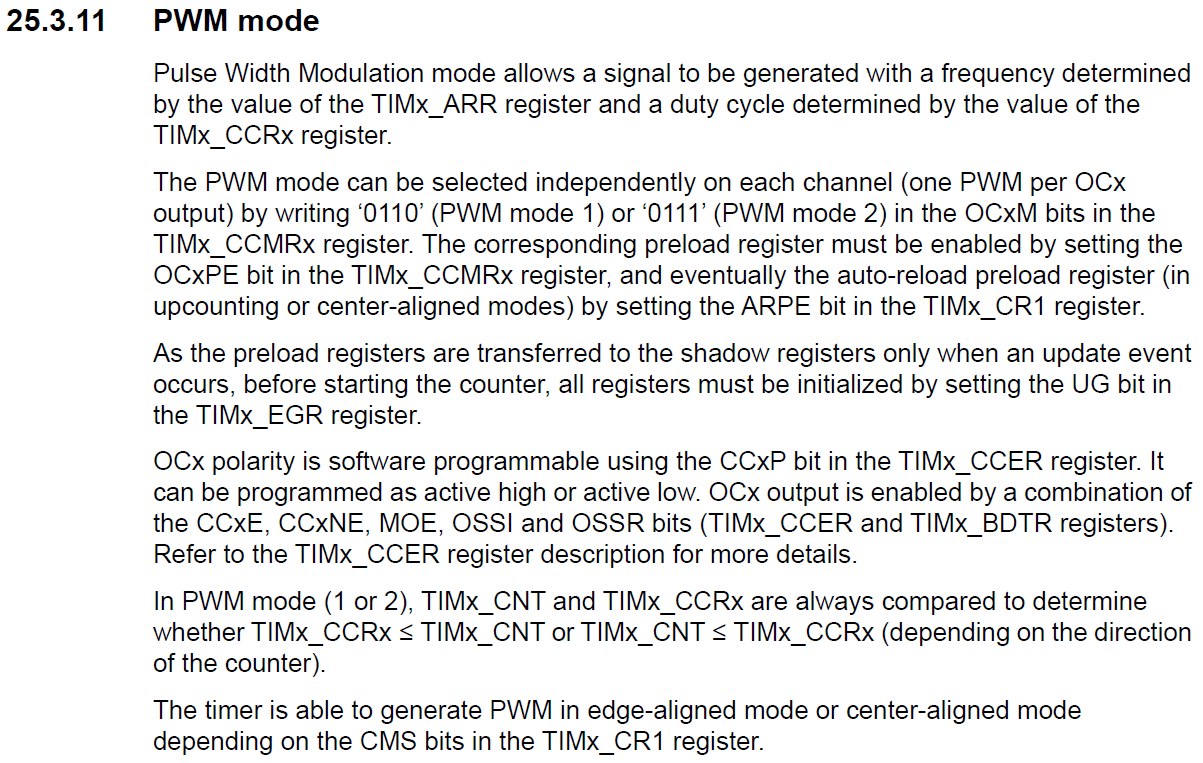 25.3.11 PWM mode
Pulse Width Modulation mode allows a signal to be generated with a frequency determined
by the value of the TIMx_ARR register and a duty cycle determined by the value of the
TIMx_CCRx register.
The PWM mode can be selected independently on each channel (one PWM per OCx
output) by writing ‘0110’ (PWM mode 1) or ‘0111’ (PWM mode 2) in the OCxM bits in the
TIMx_CCMRx register. The corresponding preload register must be enabled by setting the
OCxPE bit in the TIMx_CCMRx register, and eventually the auto-reload preload register (in
upcounting or center-aligned modes) by setting the ARPE bit in the TIMx_CR1 register.
As the preload registers are transferred to the shadow registers only when an update event
occurs, before starting the counter, all registers must be initialized by setting the UG bit in
the TIMx_EGR register.
OCx polarity is software programmable using the CCxP bit in the TIMx_CCER register. It
can be programmed as active high or active low. OCx output is enabled by a combination of
the CCxE, CCxNE, MOE, OSSI and OSSR bits (TIMx_CCER and TIMx_BDTR registers).
Refer to the TIMx_CCER register description for more details.
In PWM mode (1 or 2), TIMx_CNT and TIMx_CCRx are always compared to determine
whether TIMx_CCRx ≤ TIMx_CNT or TIMx_CNT ≤ TIMx_CCRx (depending on the direction
of the counter).
The timer is able to generate PWM in edge-aligned mode or center-aligned mode
depending on the CMS bits in the TIMx_CR1 register.